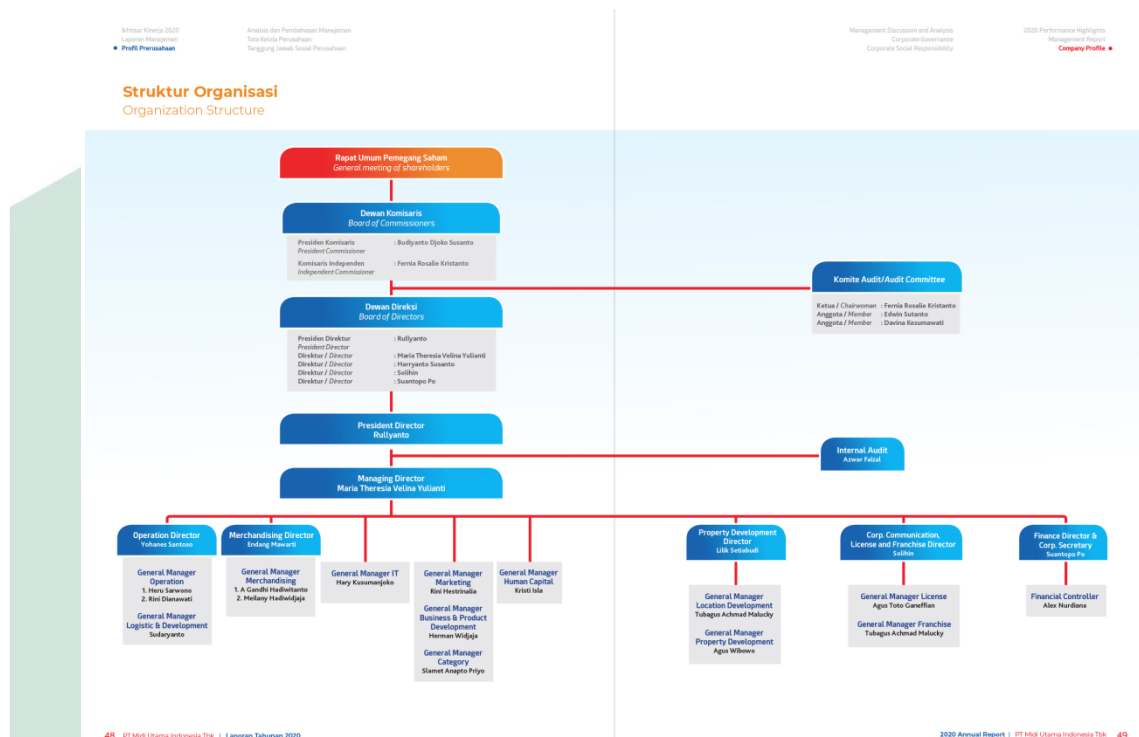 Ikhtisar Kinerja 2020
Laporan Manajemen
Profil Prerusahaan
Analisis dan Pembahasan Manajemen
Tata Kelola Perusahaan
Tanggung Jawab Sosial Perusahaan
Management Discussion and Analysis
Corporate Governance
Corporate Social Responsibility
2020 Performance Highlights
Management Report
Company Profile
Struktur Organisasi
Organization Structure
Rapat Umum Pemegang Saham
General meeting of shareholders
Dewan Komisaris
Board of Commissioners
Presiden Komisaris : Budiyanto Djoko Susanto
President Commissioner
Komisaris Independen : Fernia Rosalie Kristanto
Independent Commissioner
Komite Audit/Audit Committee
Ketua / Chairwoman : Fernia Rosalie Kristanto
Anggota / Member : Edwin Sutanto
Anggota / Member : Davina Kesumawati
Dewan Direksi
Board of Directors
Presiden Direktur : Rullyanto
President Director
Direktur / Director : Maria Theresia Velina Yulianti
Direktur / Director : Harryanto Susanto
Direktur / Director : Solihin
Direktur / Director : Suantopo Po
President Director
Rullyanto
Internal Audit
Azwar Faizal
Managing Director
Maria Theresia Velina Yulianti
Operation Director
Yohanes Santoso
General Manager
Operation
1. Heru Sarwono
2. Rini Dianawati
General Manager
Logistic & Development
Sudaryanto
Merchandising Director
Endang Mawarti
General Manager
Merchandising
1. A Gandhi Hadiwitanto
2. Meilany Hadiwidjaja
General Manager IT
Hary Kusumanjoko
General Manager
Marketing
Rini Hestrinalia
General Manager
Business & Product
Development
Herman Widjaja
General Manager
Category
Slamet Anapto Priyo
General Manager
Human Capital
Kristi Isla
Property Development
Director
Lilik Setiabudi
General Manager
Location Development
Tubagus Achmad Malucky
General Manager
Property Development
Agus Wibowo
Corp. Communication,
License and Franchise Director
Solihin
General Manager License
Agus Toto Ganeffian
General Manager Franchise
Tubagus Achmad Malucky
Finance Director &
Corp. Secretary
Suantopo Po
Financial Controller
Alex Nurdiana
48 PT Midi Utama Indonesia Tbk | Laporan Tahunan 2020
2020 Annual Report | PT Midi Utama Indonesia Tbk 49